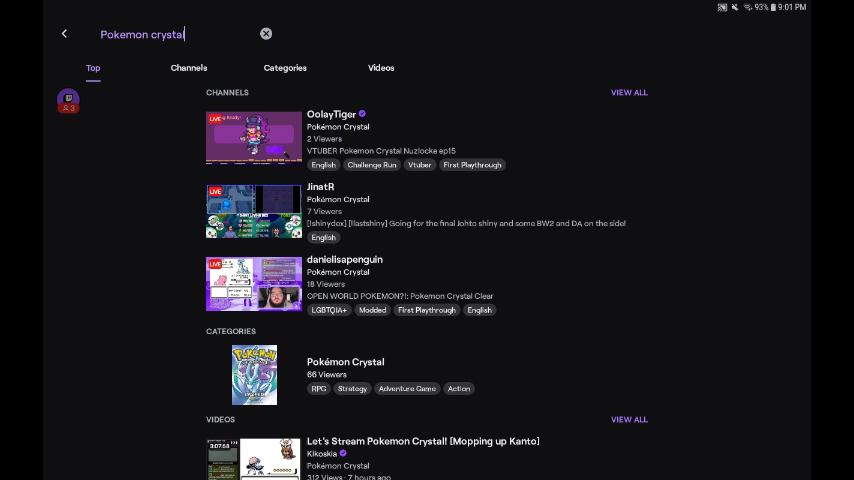 93% 9:01 PM
Pokemon crystal
Top Channels Categories Videos
3
CHANNELS VIEW ALL
LIVE
OolayTiger
Pokémon Crystal
2 Viewers
VTUBER Pokemon Crystal Nuzlocke ep15
English Challenge Run Vtuber First Playthrough
LIVE
JinatR
Pokémon Crystal
7 Viewers
[!shinydex] [!lastshiny] Going for the final Johto shiny and some BW2 and DA on the side!
English
LIVE
danielisapenguin
Pokémon Crystal
18 Viewers
OPEN WORLD POKEMON?!: Pokemon Crystal Clear
LGBTQIA+ Modded First Playthrough English
CATEGORIES
POKéMON
Pokémon Crystal
66 Viewers
RPG Strategy Adventure Game Action
VIDEOS VIEW ALL
3:07:58
Let's Stream Pokemon Crystal! [Mopping up Kanto]
Kikoskia
Pokémon Crystal
312 Views · 7 hours ago